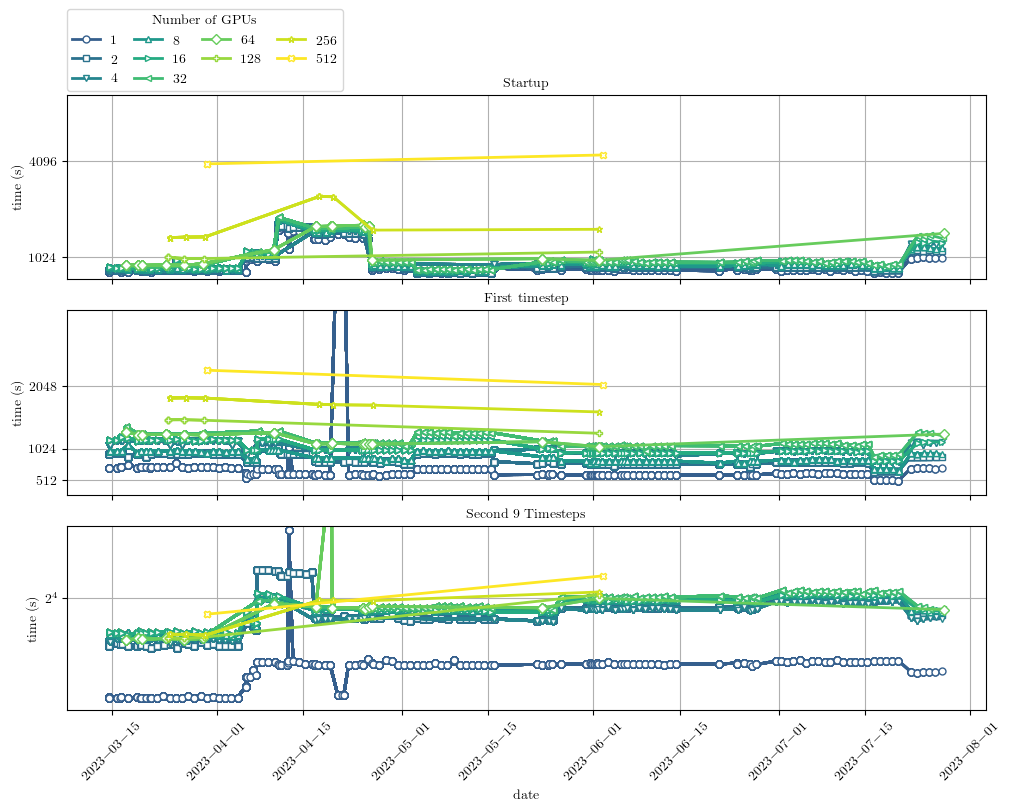 Number of GPUs
1 8 64 256
2 16 128 512
4 32
Startup
time (s)
4096
1024
First timestep
time (s)
2048
1024
512
Second 9 Timesteps
time (s)
2⁴
2023−03−15 2023−04−01 2023−04−15 2023−05−01 2023−05−15 2023−06−01 2023−06−15 2023−07−01 2023−07−15 2023−08−01
date